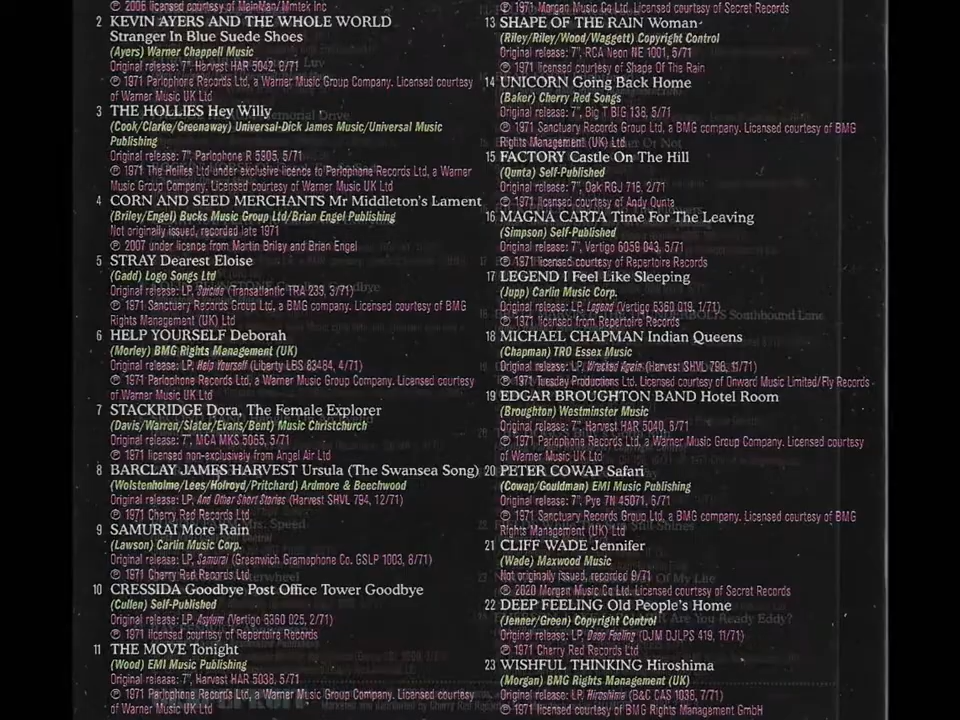 ℗ 2006 licensed courtesy of MainMan/Mmtek Inc
2 KEVIN AYERS AND THE WHOLE WORLD
Stranger In Blue Suede Shoes
(Ayers) Warner Chappell Music
Original release: 7", Harvest HAR 5042, 8/71
℗ 1971 Parlophone Records Ltd, a Warner Music Group Company. Licensed courtesy
of Warner Music UK Ltd
3 THE HOLLIES Hey Willy
(Cook/Clarke/Greenaway) Universal-Dick James Music/Universal Music
Publishing
Original release: 7", Parlophone R 5905, 5/71
℗ 1971 The Hollies Ltd under exclusive licence to Parlophone Records Ltd, a Warner
Music Group Company. Licensed courtesy of Warner Music UK Ltd
4 CORN AND SEED MERCHANTS Mr Middleton's Lament
(Briley/Engel) Bucks Music Group Ltd/Brian Engel Publishing
Not originally issued, recorded late 1971
℗ 2007 under licence from Martin Briley and Brian Engel
5 STRAY Dearest Eloise
(Gadd) Logo Songs Ltd
Original release: LP, Suicide (Transatlantic TRA 233, 5/71)
℗ 1971 Sanctuary Records Group Ltd, a BMG company. Licensed courtesy of BMG
Rights Management (UK) Ltd
6 HELP YOURSELF Deborah
(Morley) BMG Rights Management (UK)
Original release: LP, Help Yourself (Liberty LBS 83484, 4/71)
℗ 1971 Parlophone Records Ltd, a Warner Music Group Company. Licensed courtesy
of Warner Music UK Ltd
7 STACKRIDGE Dora, The Female Explorer
(Davis/Warren/Slater/Evans/Bent) Music Christchurch
Original release: 7", MCA MKS 5065, 5/71
℗ 1971 licensed non-exclusively from Angel Air Ltd
8 BARCLAY JAMES HARVEST Ursula (The Swansea Song)
(Wolstenholme/Lees/Holroyd/Pritchard) Ardmore & Beechwood
Original release: LP, And Other Short Stories (Harvest SHVL 794, 12/71)
℗ 1971 Cherry Red Records Ltd
9 SAMURAI More Rain
(Lawson) Carlin Music Corp.
Original release: LP, Samurai (Greenwich Gramophone Co. GSLP 1003, 8/71)
℗ 1971 Cherry Red Records Ltd
10 CRESSIDA Goodbye Post Office Tower Goodbye
(Cullen) Self-Published
Original release: LP, Asylum (Vertigo 6360 025, 2/71)
℗ 1971 licensed courtesy of Repertoire Records
11 THE MOVE Tonight
(Wood) EMI Music Publishing
Original release: 7", Harvest HAR 5038, 5/71
℗ 1971 Parlophone Records Ltd, a Warner Music Group Company. Licensed courtesy
of Warner Music UK Ltd
℗ 1971 Morgan Music Co Ltd. Licensed courtesy of Secret Records
13 SHAPE OF THE RAIN Woman
(Riley/Riley/Wood/Waggett) Copyright Control
Original release: 7", RCA Neon NE 1001, 5/71
℗ 1971 licensed courtesy of Shape Of The Rain
14 UNICORN Going Back Home
(Baker) Cherry Red Songs
Original release: 7", Big T BIG 138, 5/71
℗ 1971 Sanctuary Records Group Ltd, a BMG company. Licensed courtesy of BMG
Rights Management (UK) Ltd
15 FACTORY Castle On The Hill
(Qunta) Self-Published
Original release: 7", Oak RGJ 718, 2/71
℗ 1971 licensed courtesy of Andy Qunta
16 MAGNA CARTA Time For The Leaving
(Simpson) Self-Published
Original release: 7", Vertigo 6059 043, 5/71
℗ 1971 licensed courtesy of Repertoire Records
17 LEGEND I Feel Like Sleeping
(Jupp) Carlin Music Corp.
Original release: LP, Legend (Vertigo 6360 019, 1/71)
℗ 1971 licensed from Repertoire Records
18 MICHAEL CHAPMAN Indian Queens
(Chapman) TRO Essex Music
Original release: LP, Wrecked Again (Harvest SHVL 798, 11/71)
℗ 1971 Tuesday Productions Ltd. Licensed courtesy of Onward Music Limited/Fly Records
19 EDGAR BROUGHTON BAND Hotel Room
(Broughton) Westminster Music
Original release: 7", Harvest HAR 5040, 6/71
℗ 1971 Parlophone Records Ltd, a Warner Music Group Company. Licensed courtesy
of Warner Music UK Ltd
20 PETER COWAP Safari
(Cowap/Gouldman) EMI Music Publishing
Original release: 7", Pye 7N 45071, 6/71
℗ 1971 Sanctuary Records Group Ltd, a BMG company. Licensed courtesy of BMG
Rights Management (UK) Ltd
21 CLIFF WADE Jennifer
(Wade) Maxwood Music
Not originally issued, recorded 9/71
℗ 2020 Morgan Music Co Ltd. Licensed courtesy of Secret Records
22 DEEP FEELING Old People's Home
(Jenner/Green) Copyright Control
Original release: LP, Deep Feeling (DJM DJLPS 419, 11/71)
℗ 1971 Cherry Red Records Ltd
23 WISHFUL THINKING Hiroshima
(Morgan) BMG Rights Management (UK)
Original release: LP, Hiroshima (B&C CAS 1038, 7/71)
℗ 1971 licensed courtesy of BMG Rights Management GmbH